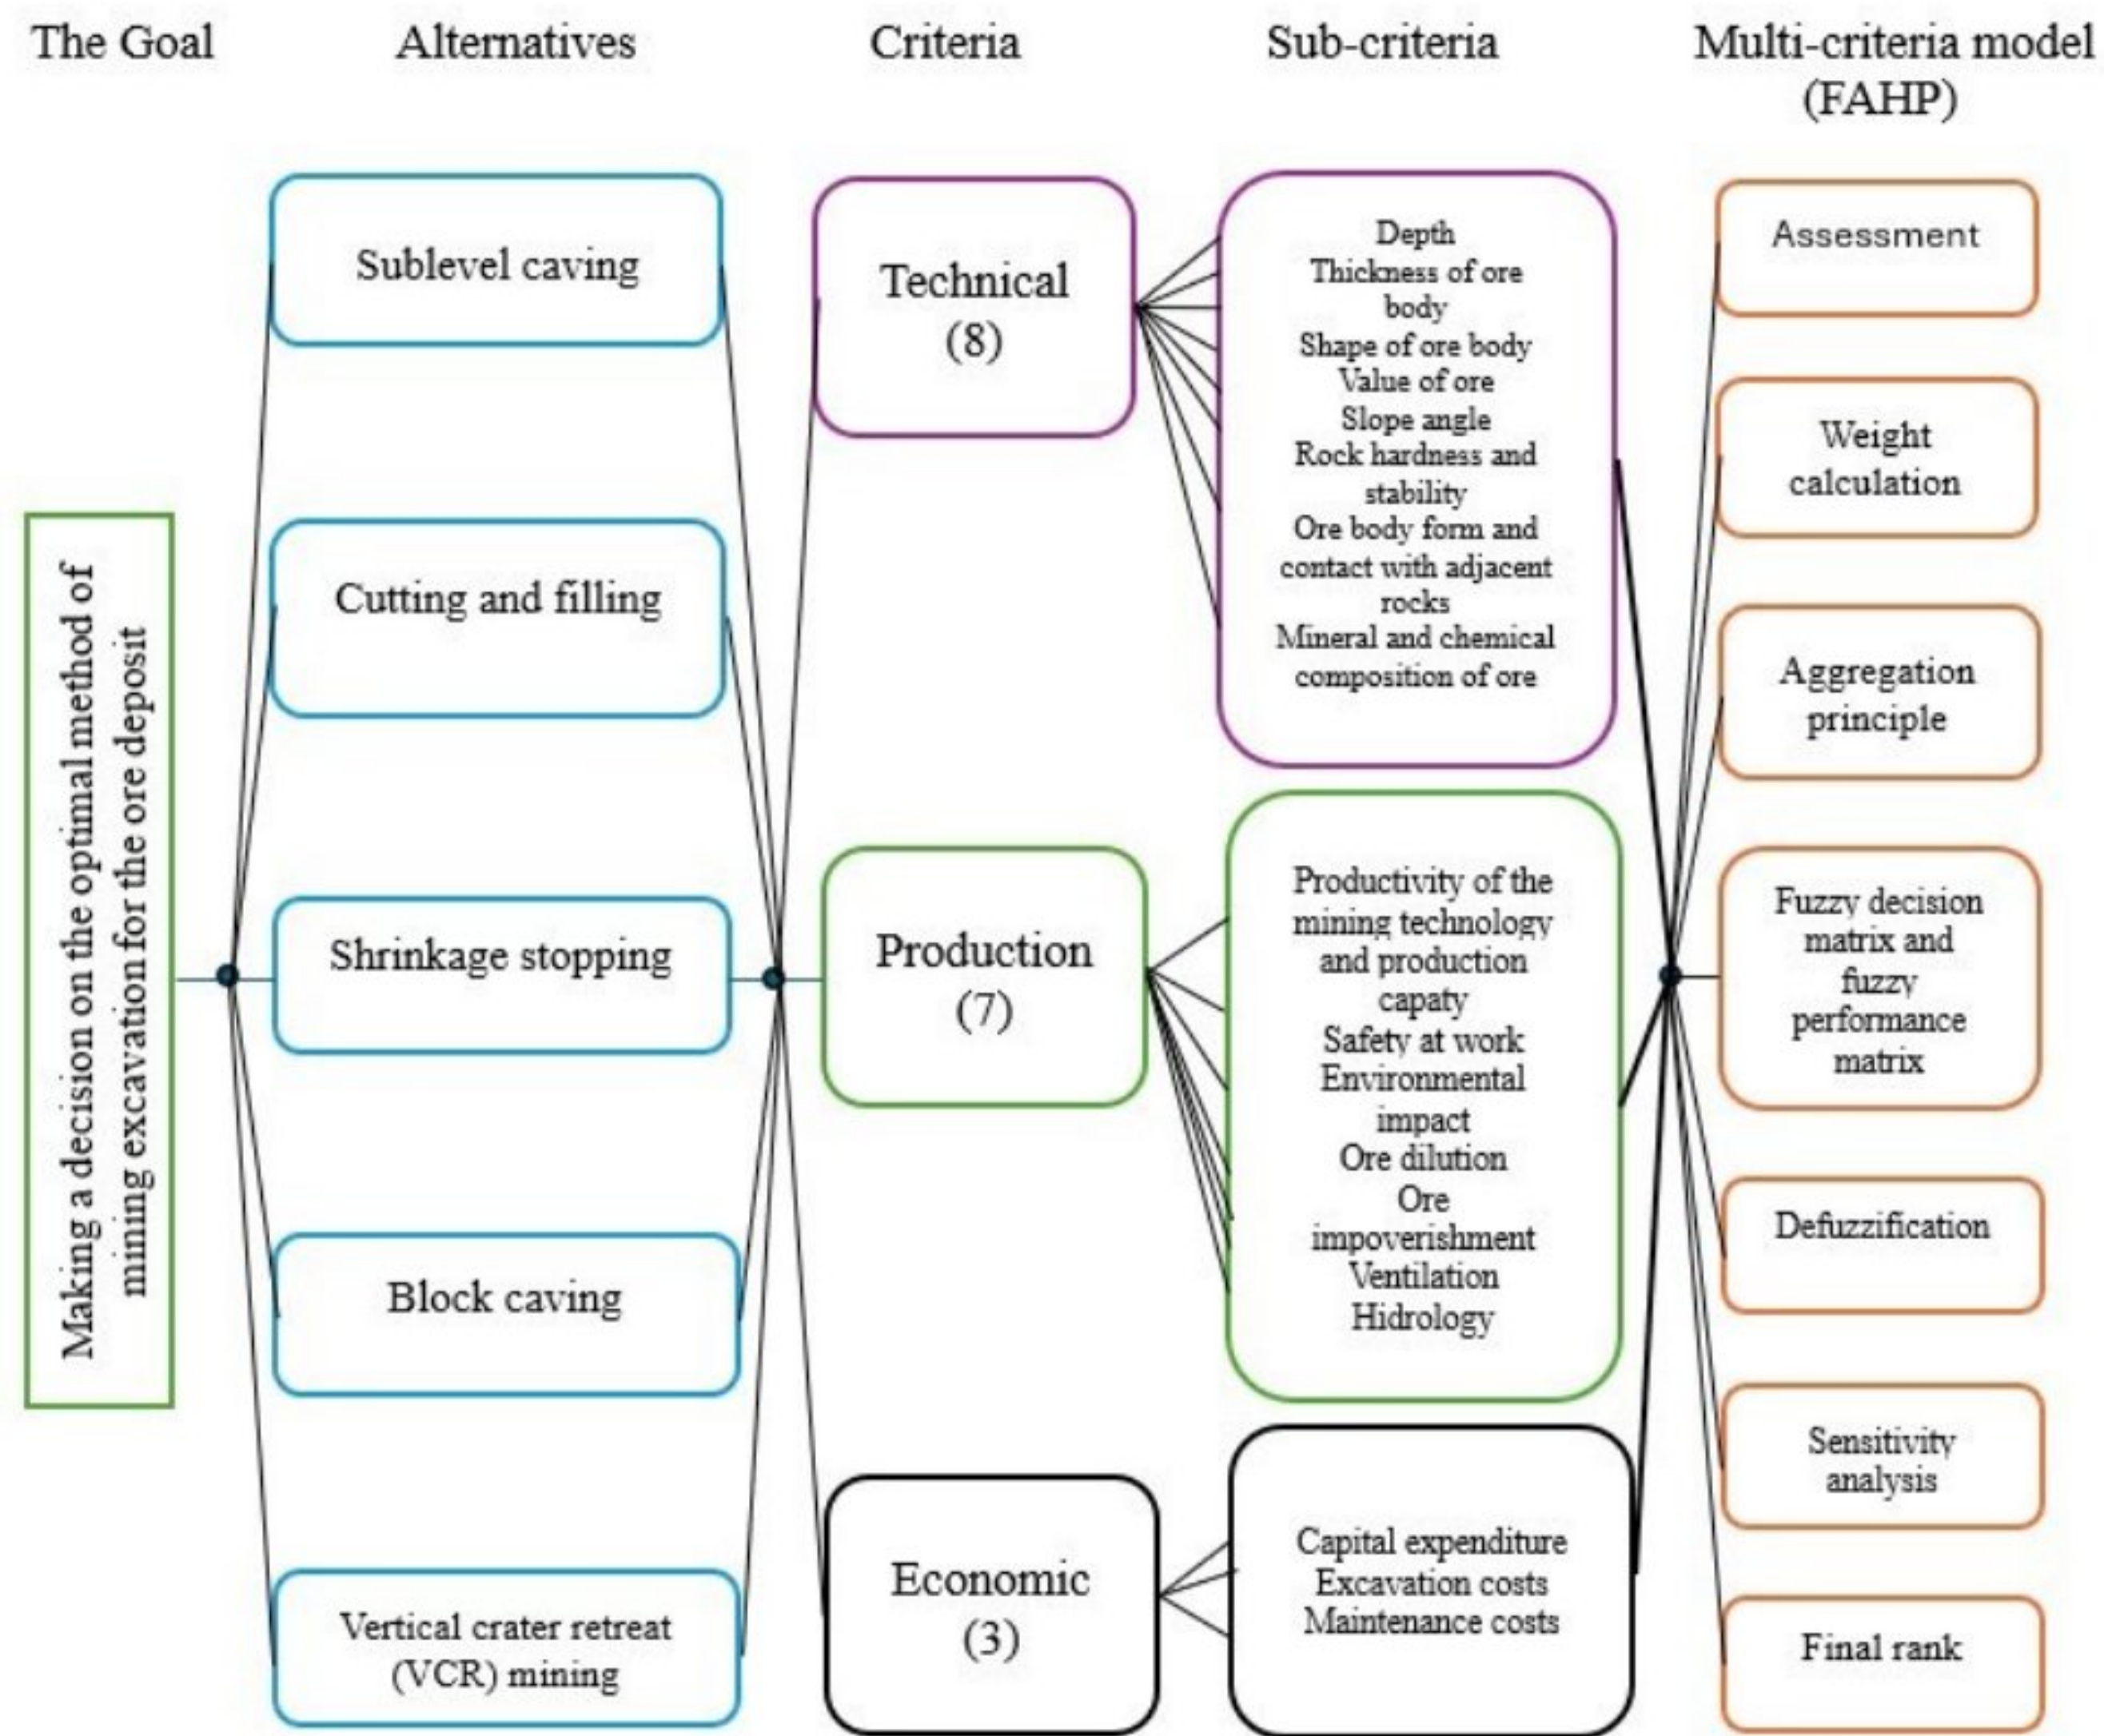 The Goal
Alternatives
Criteria
Sub-criteria
Multi-criteria model
(FAHP)
Making a decision on the optimal method of
mining excavation for the ore deposit
Sublevel caving
Cutting and filling
Shrinkage stopping
Block caving
Vertical crater retreat
(VCR) mining
Technical
(8)
Production
(7)
Economic
(3)
Depth
Thickness of ore
body
Shape of ore body
Value of ore
Slope angle
Rock hardness and
stability
Ore body form and
contact with adjacent
rocks
Mineral and chemical
composition of ore
Productivity of the
mining technology
and production
capaty
Safety at work
Environmental
impact
Ore dilution
Ore
impoverishment
Ventilation
Hidrology
Capital expenditure
Excavation costs
Maintenance costs
Assessment
Weight
calculation
Aggregation
principle
Fuzzy decision
matrix and
fuzzy
performance
matrix
Defuzzification
Sensitivity
analysis
Final rank